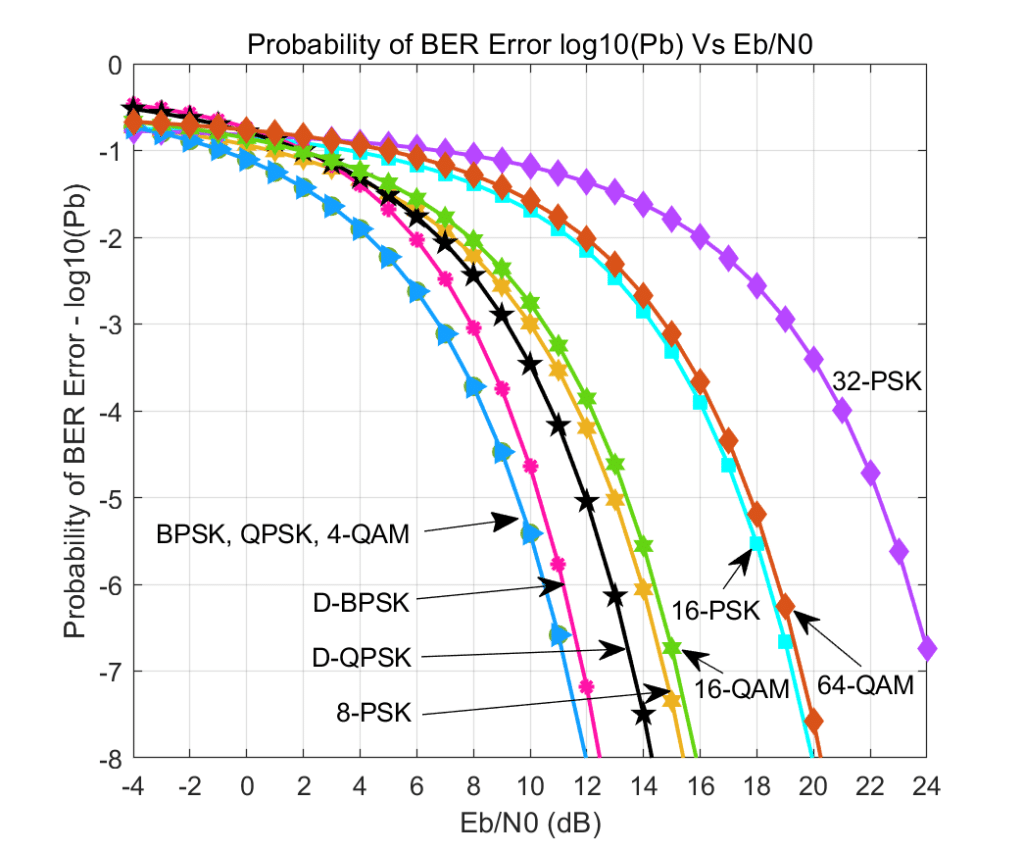 Probability of BER Error log10(Pb) Vs Eb/N0
0
-1
-2
-3
-4
-5
-6
-7
-8
Probability of BER Error - log10(Pb)
32-PSK
BPSK, QPSK, 4-QAM
D-BPSK
16-PSK
D-QPSK
16-QAM
64-QAM
8-PSK
-4 -2 0 2 4 6 8 10 12 14 16 18 20 22 24
Eb/N0 (dB)